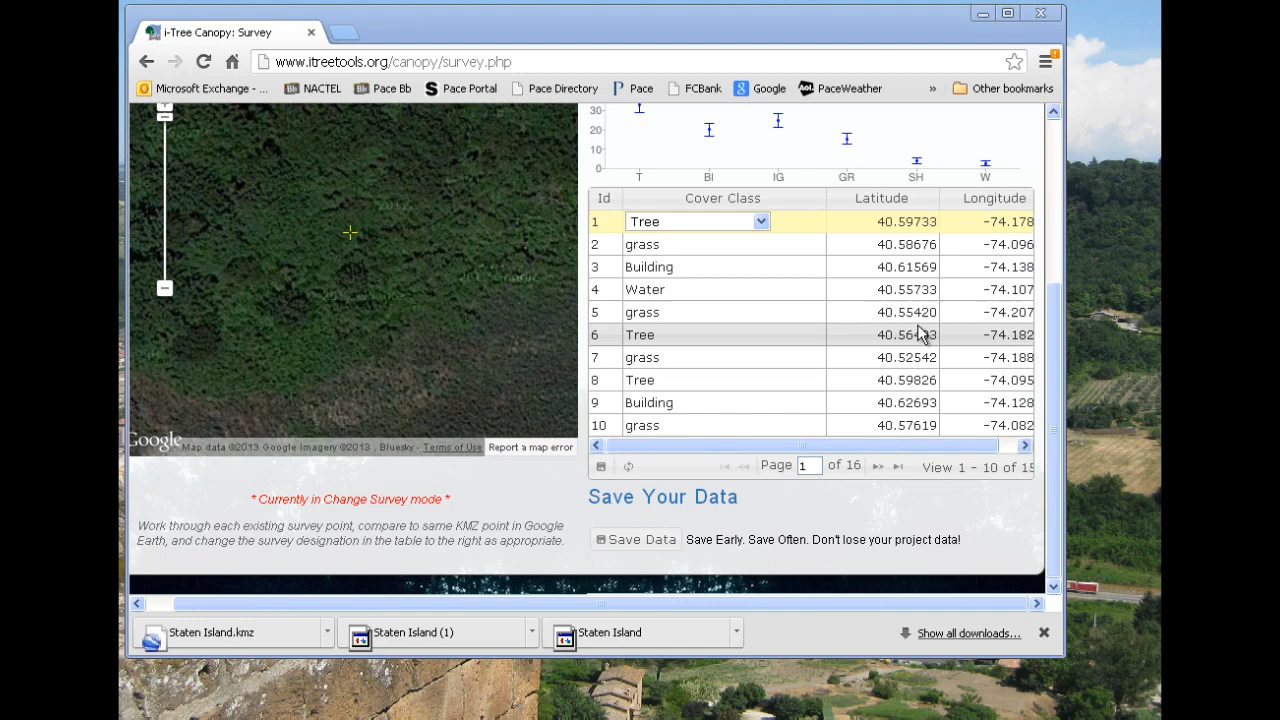 i-Tree Canopy: Survey
www.itreetools.org/canopy/survey.php
Microsoft Exchange - ... NACTEL Pace Bb Pace Portal Pace Directory Pace FCBank Google PaceWeather » Other bookmarks
30
20
10
0
T BI IG GR SH W
Id Cover Class Latitude Longitude
1 Tree 40.59733 -74.178
2 grass 40.58676 -74.096
3 Building 40.61569 -74.138
4 Water 40.55733 -74.107
5 grass 40.55420 -74.207
6 Tree -74.182
7 grass 40.52542 -74.188
8 Tree 40.59826 -74.095
9 Building 40.62693 -74.128
10 grass 40.57619 -74.082
Google Map data ©2013 Google Imagery ©2013 , Bluesky - Terms of Use Report a map error
Page 1 of 16 View 1 - 10 of 15
* Currently in Change Survey mode *
Work through each existing survey point, compare to same KMZ point in Google
Earth, and change the survey designation in the table to the right as appropriate.
Save Your Data
Save Data Save Early. Save Often. Don't lose your project data!
Staten Island.kmz Staten Island (1) Staten Island Show all downloads...